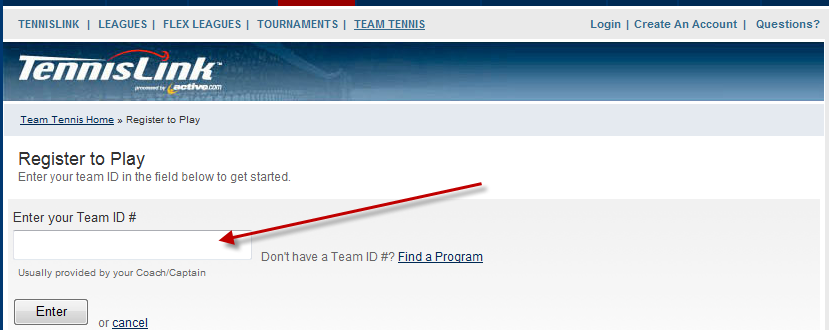 TENNISLINK | LEAGUES | FLEX LEAGUES | TOURNAMENTS | TEAM TENNIS Login | Create An Account | Questions?
TennisLink™
powered by active.com
Team Tennis Home » Register to Play
Register to Play
Enter your team ID in the field below to get started.
Enter your Team ID #
Don't have a Team ID #? Find a Program
Usually provided by your Coach/Captain
Enter or cancel